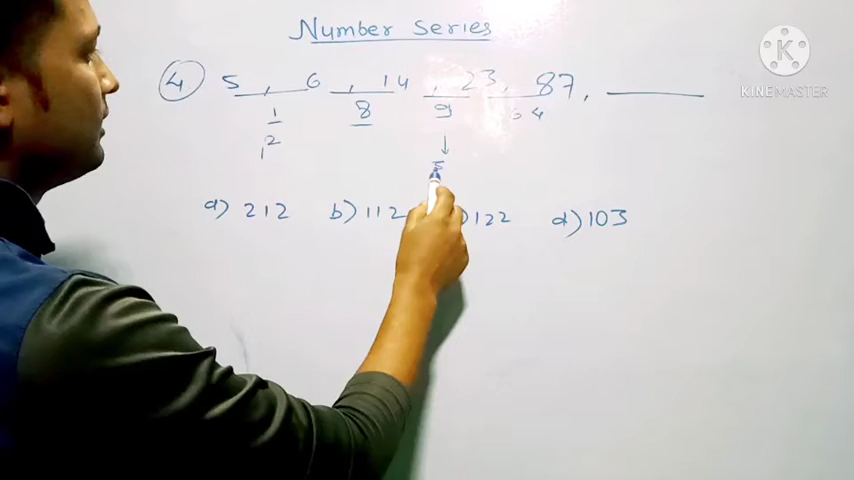 Number Series
4 5, 6, 14, 23, 87, ____
1 8 9 64
1² 
a) 212 b) 112 ) 122 d) 103
K
KINEMASTER